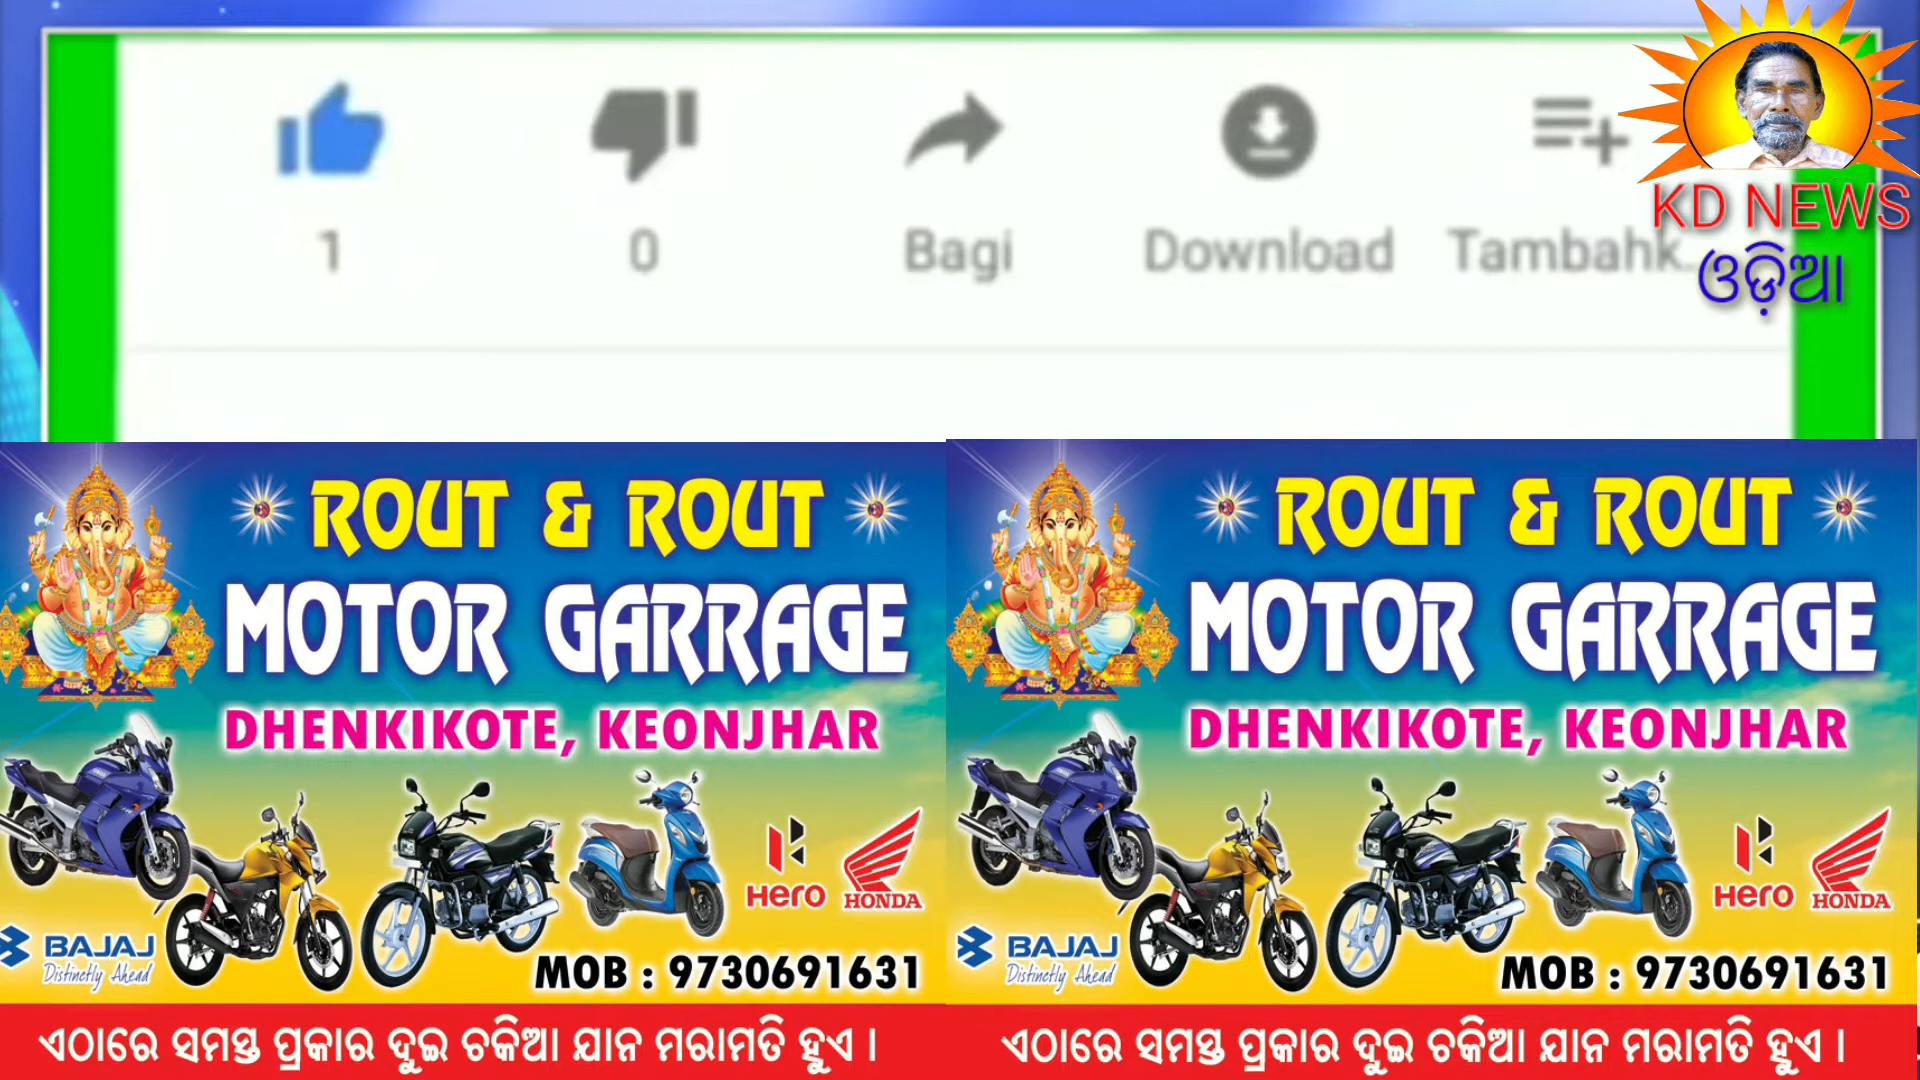 1
0
Bagi
Download
Tambahk...
KD NEWS
ଓଡ଼ିଆ
ROUT & ROUT
MOTOR GARRAGE
DHENKIKOTE, KEONJHAR
Hero
HONDA
BAJAJ
Distinctly Ahead
MOB : 9730691631
ଏଠାରେ ସମସ୍ତ ପ୍ରକାର ଦୁଇ ଚକିଆ ଯାନ ମରାମତି ହୁଏ ।
ROUT & ROUT
MOTOR GARRAGE
DHENKIKOTE, KEONJHAR
Hero
HONDA
BAJAJ
Distinctly Ahead
MOB : 9730691631
ଏଠାରେ ସମସ୍ତ ପ୍ରକାର ଦୁଇ ଚକିଆ ଯାନ ମରାମତି ହୁଏ ।